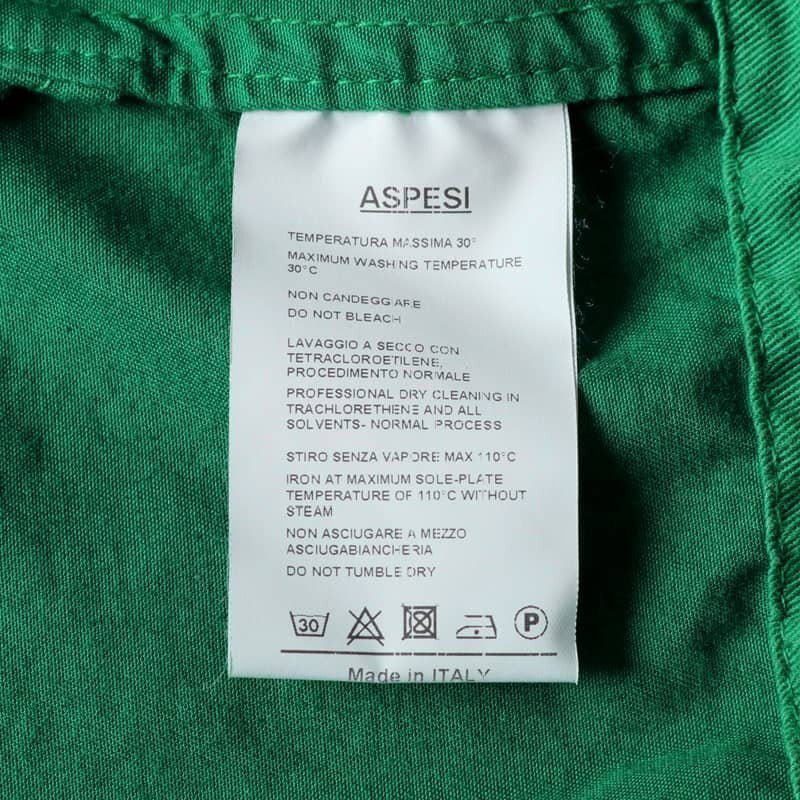 ASPESI
TEMPERATURA MASSIMA 30°
MAXIMUM WASHING TEMPERATURE
30°C
NON CANDEGGIARE
DO NOT BLEACH
LAVAGGIO A SECCO CON
TETRACLOROETILENE,
PROCEDIMENTO NORMALE
PROFESSIONAL DRY CLEANING IN
TRACHLORETHENE AND ALL
SOLVENTS- NORMAL PROCESS
STIRO SENZA VAPORE MAX 110°C
IRON AT MAXIMUM SOLE-PLATE
TEMPERATURE OF 110°C WITHOUT
STEAM
NON ASCIUGARE A MEZZO
ASCIUGABIANCHERIA
DO NOT TUMBLE DRY
30 P
Made in ITALY